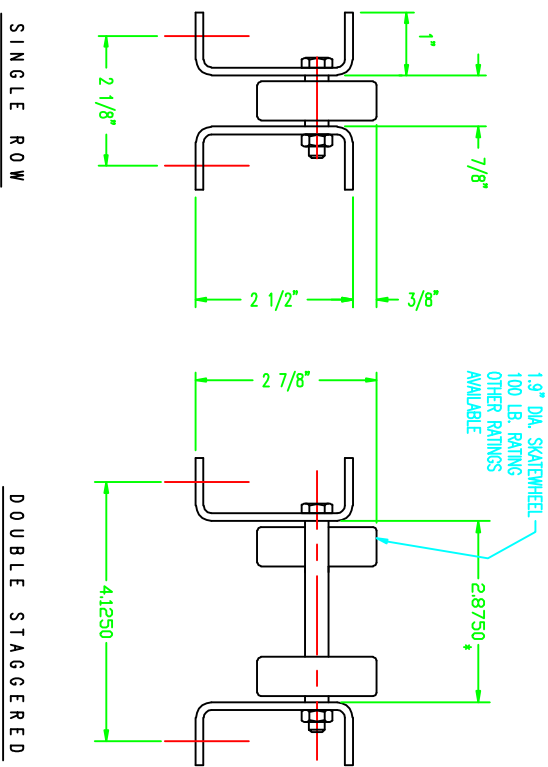 1"
2 1/8"
7/8"
SINGLE ROW
2 1/2"
3/8"
2 7/8"
1.9" DIA. SKATEWHEEL
100 LB. RATING
OTHER RATINGS
AVAILABLE
4.1250
2.8750"
DOUBLE STAGGERED